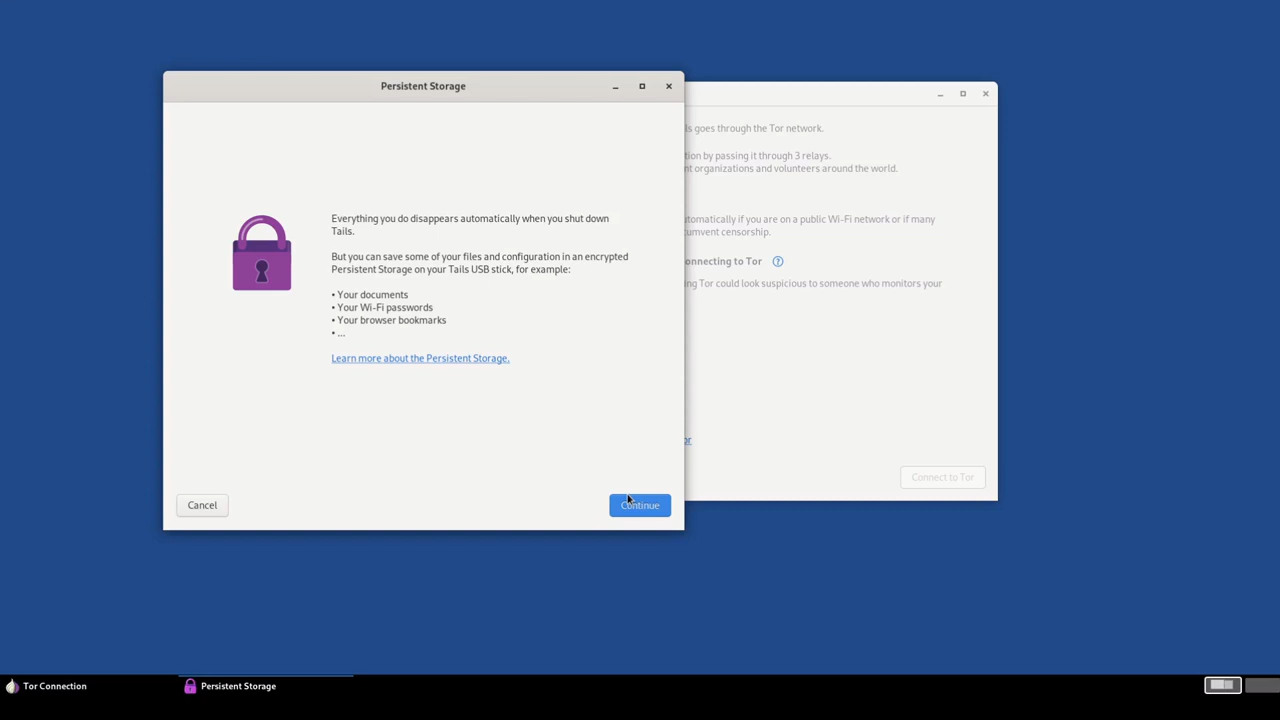 Persistent Storage
Everything you do disappears automatically when you shut down
Tails.
But you can save some of your files and configuration in an encrypted
Persistent Storage on your Tails USB stick, for example:
• Your documents
• Your Wi-Fi passwords
• Your browser bookmarks
• ...
Learn more about the Persistent Storage.
Cancel
Continue
ls goes through the Tor network.
tion by passing it through 3 relays.
nt organizations and volunteers around the world.
utomatically if you are on a public Wi-Fi network or if many
cumvent censorship.
onnecting to Tor ?
ng Tor could look suspicious to someone who monitors your
or
Connect to Tor
Tor Connection
Persistent Storage